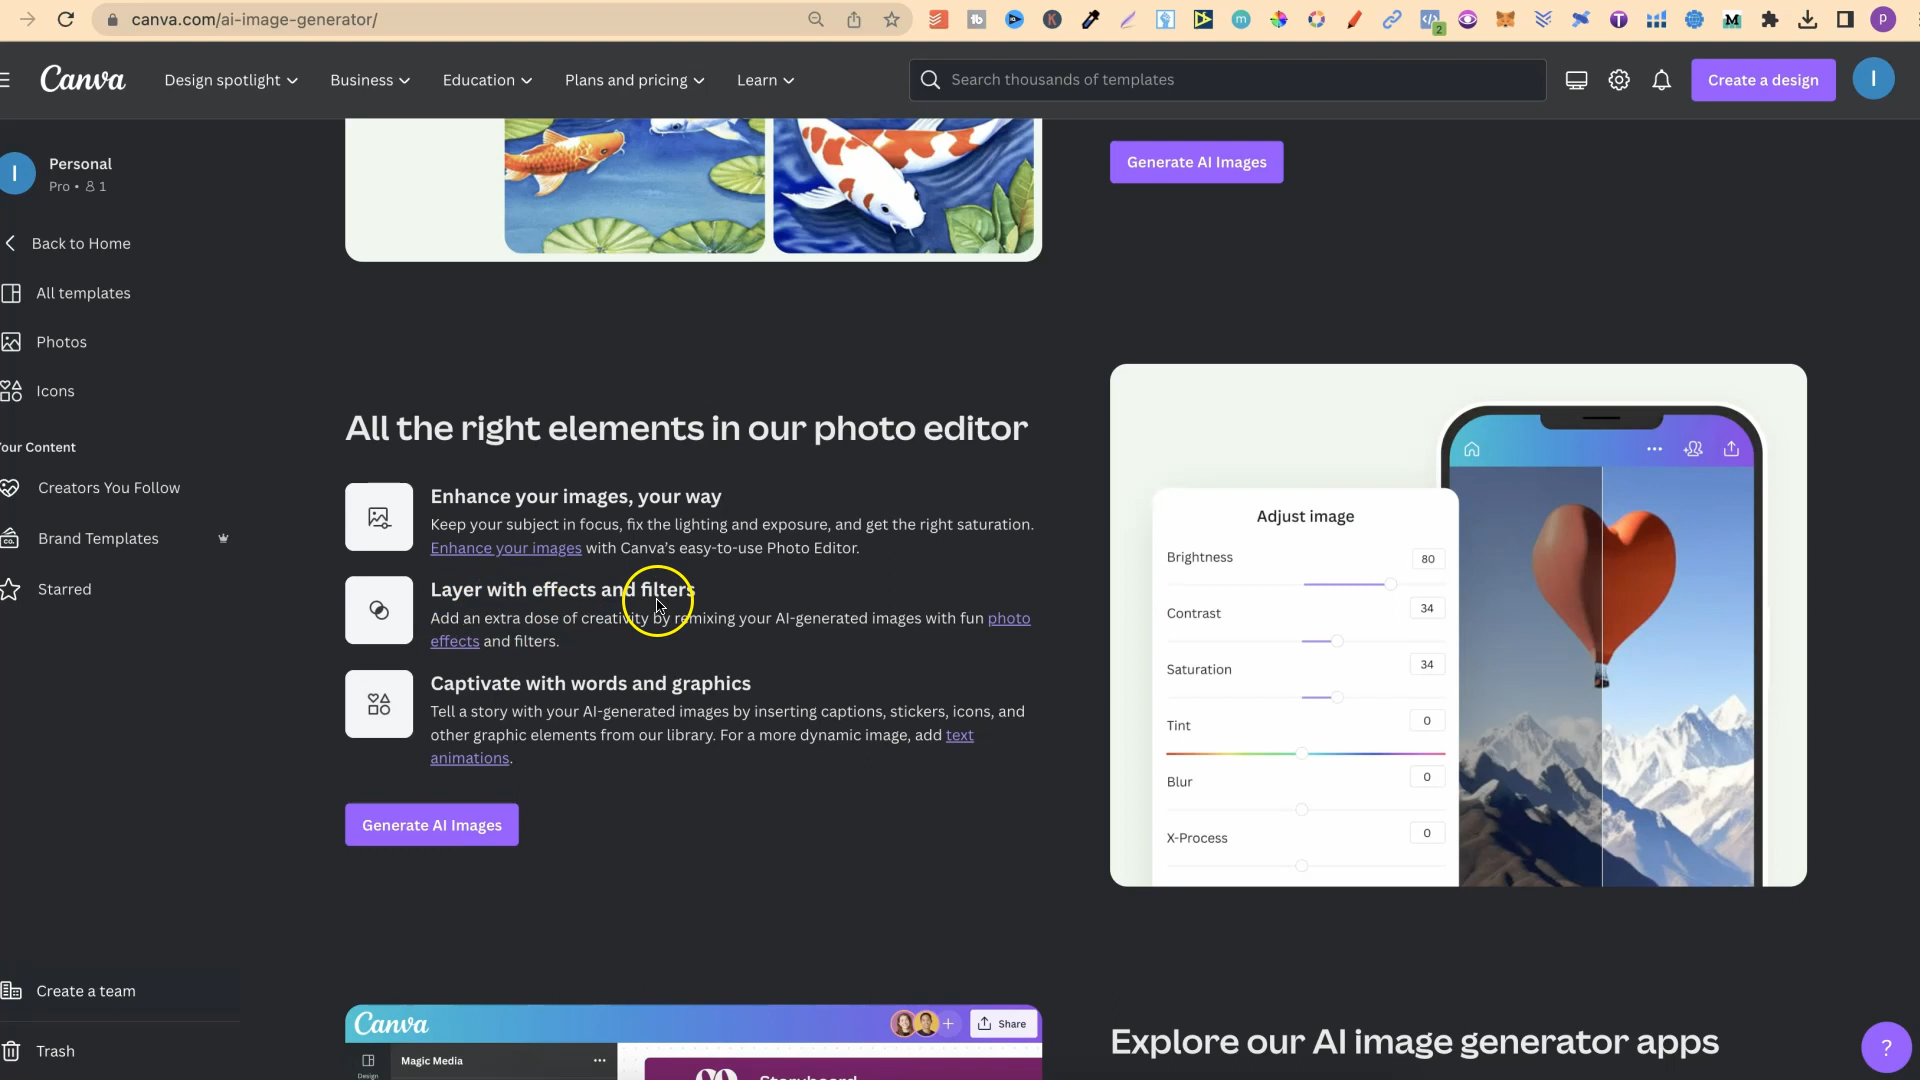 canva.com/ai-image-generator/
2
M
P
Canva
Design spotlight
Business
Education
Plans and pricing
Learn
Search thousands of templates
Create a design
I
I
Personal
Pro • 1
Back to Home
All templates
Photos
Icons
our Content
Creators You Follow
Brand Templates
Starred
Create a team
Trash
Generate AI Images
All the right elements in our photo editor
Enhance your images, your way
Keep your subject in focus, fix the lighting and exposure, and get the right saturation.
Enhance your images with Canva's easy-to-use Photo Editor.
Layer with effects and filters
Add an extra dose of creativity by remixing your AI-generated images with fun photo
effects and filters.
Captivate with words and graphics
Tell a story with your AI-generated images by inserting captions, stickers, icons, and
other graphic elements from our library. For a more dynamic image, add text
animations.
Generate AI Images
Adjust image
Brightness 80
Contrast 34
Saturation 34
Tint 0
Blur 0
X-Process 0
Canva
Share
Design
Magic Media
Storyboard
Explore our AI image generator apps
?